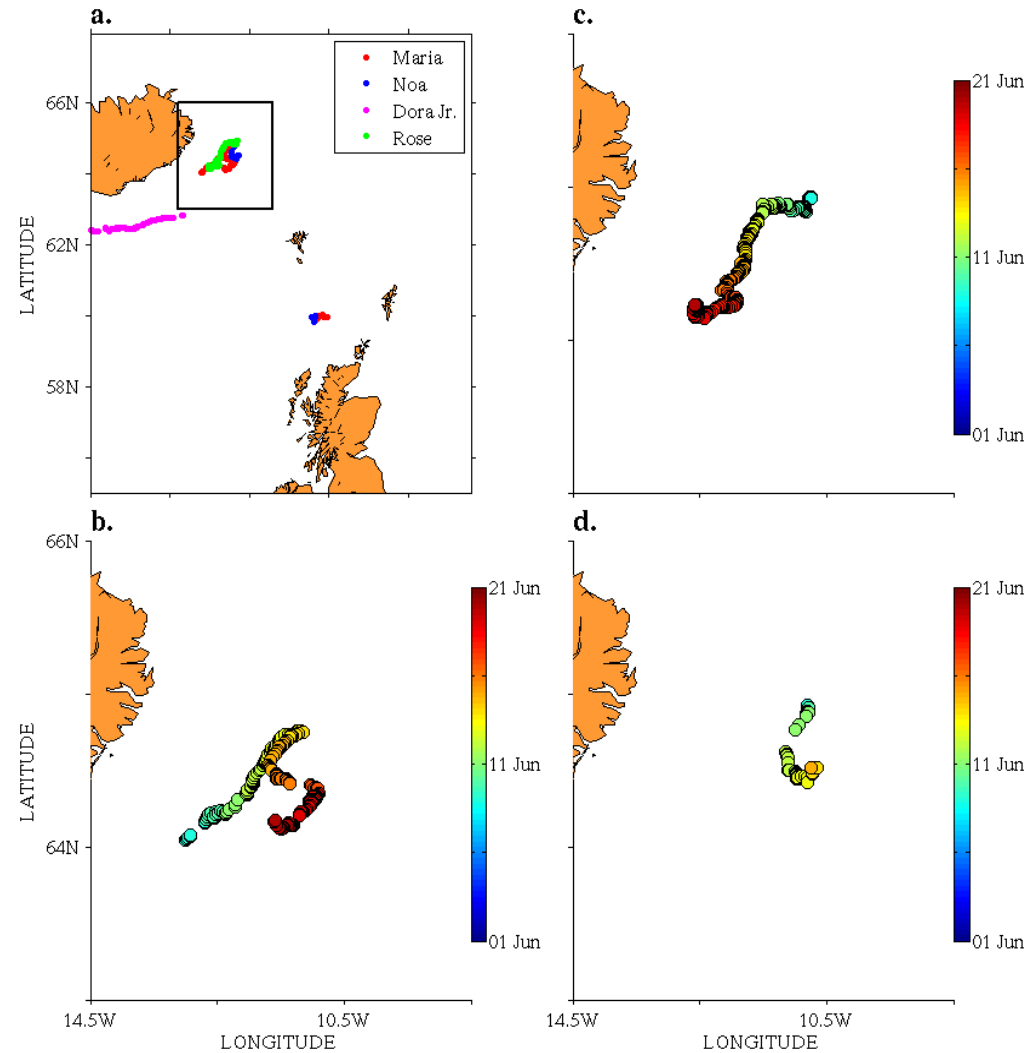 a.
Maria
Noa
Dora Jr.
Rose
66N
62N
58N
LATITUDE
c.
21 Jun
11 Jun
01 Jun
b.
66N
64N
LATITUDE
21 Jun
11 Jun
01 Jun
14.5W
10.5W
LONGITUDE
d.
21 Jun
11 Jun
01 Jun
14.5W
10.5W
LONGITUDE